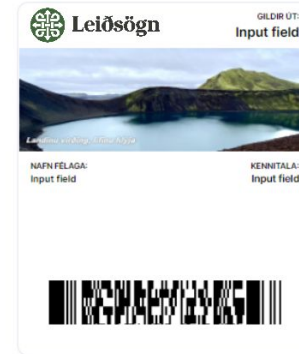 Leiðsögn
GILDIR ÚT:
Input field
NAFN FÉLAGA:
Input field
KENNITALA:
Input field